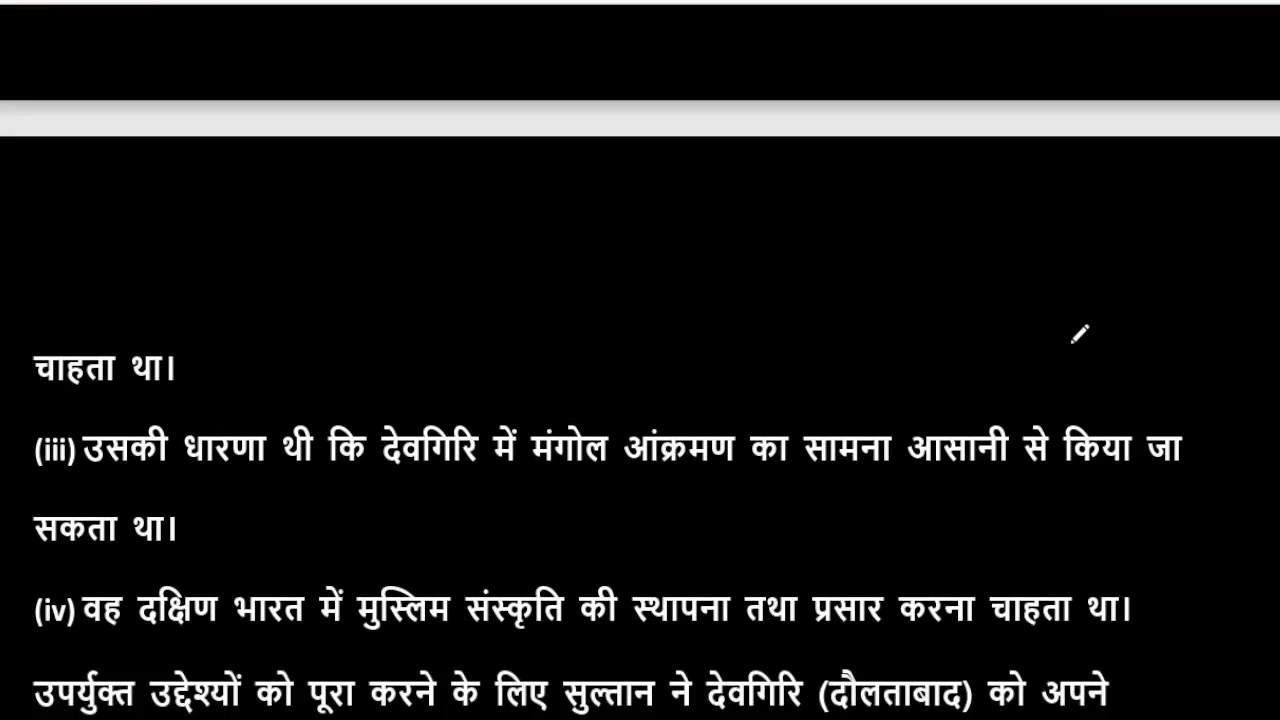 चाहता था।
(iii) उसकी धारणा थी कि देवगिरि में मंगोल आंक्रमण का सामना आसानी से किया जा
सकता था।
(iv) वह दक्षिण भारत में मुस्लिम संस्कृति की स्थापना तथा प्रसार करना चाहता था।
उपर्युक्त उद्देश्यों को पूरा करने के लिए सुल्तान ने देवगिरि (दौलताबाद) को अपने